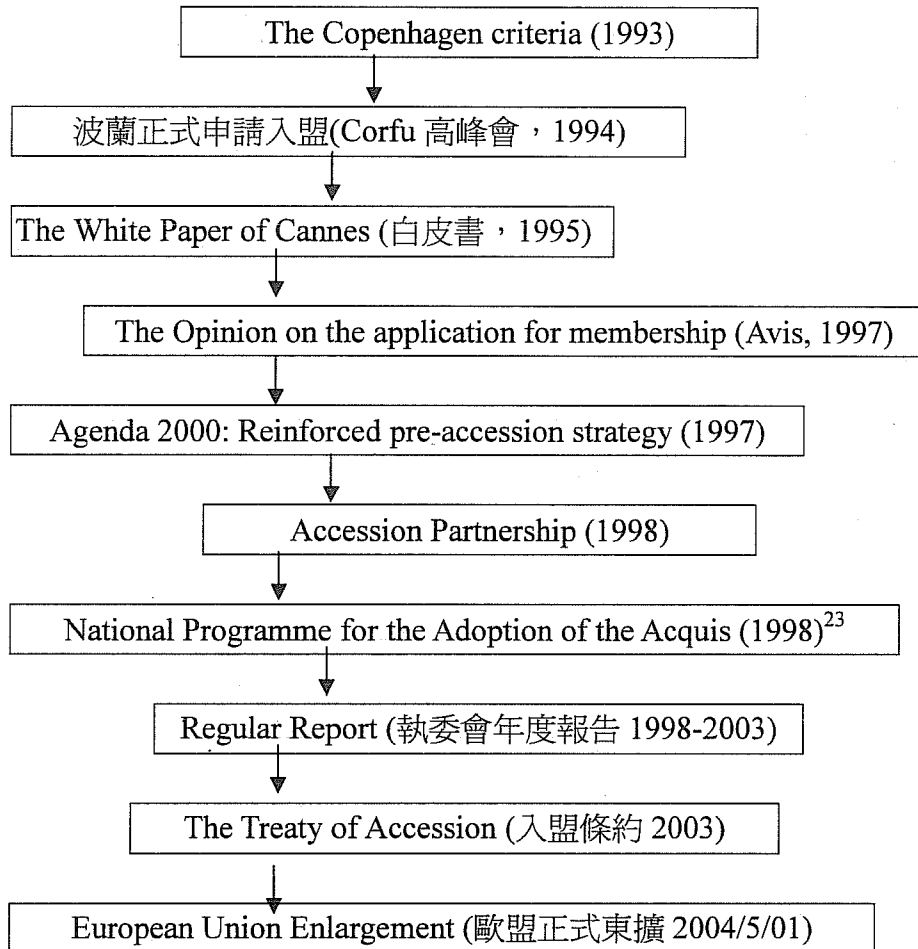 The Copenhagen criteria (1993)
波蘭正式申請入盟(Corfu 高峰會，1994)
The White Paper of Cannes (白皮書，1995)
The Opinion on the application for membership (Avis, 1997)
Agenda 2000: Reinforced pre-accession strategy (1997)
Accession Partnership (1998)
National Programme for the Adoption of the Acquis (1998)23
Regular Report (執委會年度報告 1998-2003)
The Treaty of Accession (入盟條約 2003)
European Union Enlargement (歐盟正式東擴 2004/5/01)